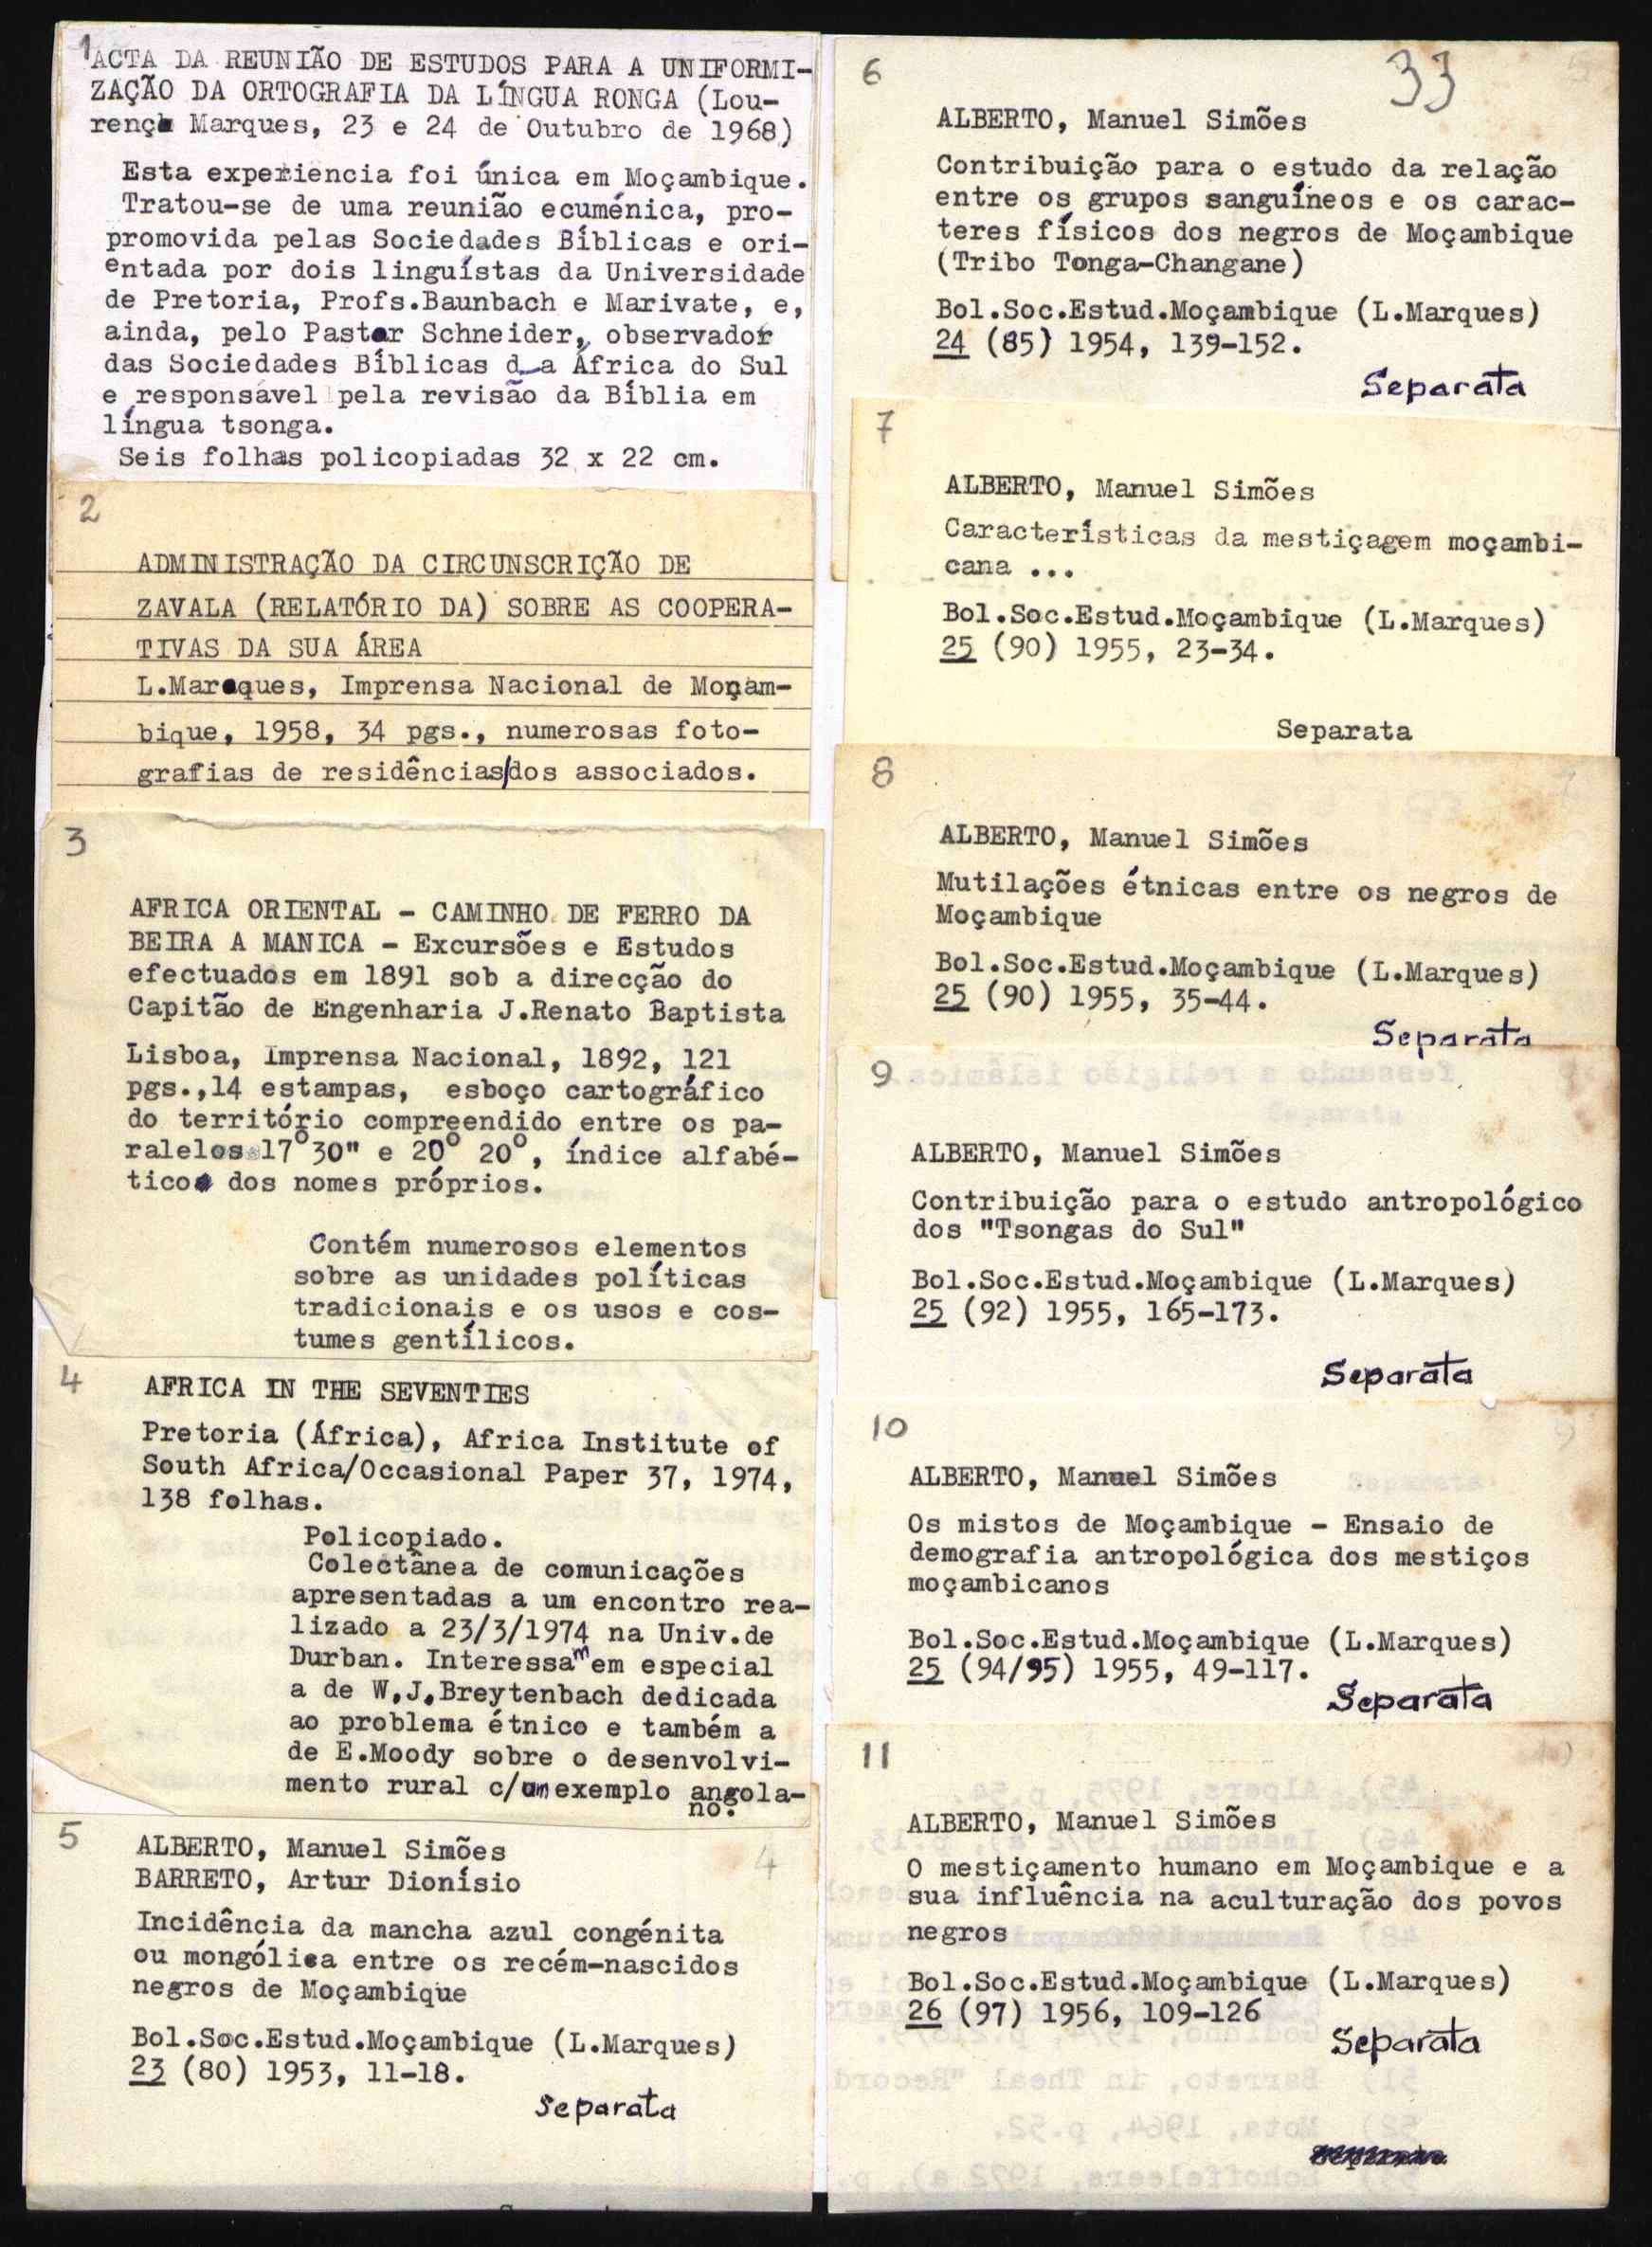 1
ACTA DA REUNIÃO DE ESTUDOS PARA A UNIFORMI-
ZAÇÃO DA ORTOGRAFIA DA LÍNGUA RONGA (Lou-
renço Marques, 23 e 24 de Outubro de 1968)
Esta experiencia foi única em Moçambique.
Tratou-se de uma reunião ecuménica, pro-
promovida pelas Sociedades Bíblicas e ori-
entada por dois linguístas da Universidade
de Pretoria, Profs.Baunbach e Marivate, e,
ainda, pelo Pastor Schneider, observador
das Sociedades Bíblicas da África do Sul
e responsável pela revisão da Bíblia em
língua tsonga.
Seis folhas policopiadas 32 x 22 cm.
2
ADMINISTRAÇÃO DA CIRCUNSCRIÇÃO DE
ZAVALA (RELATÓRIO DA) SOBRE AS COOPERA-
TIVAS DA SUA ÁREA
L.Marques, Imprensa Nacional de Moçam-
bique, 1958, 34 pgs., numerosas foto-
grafias de residências/dos associados.
3
AFRICA ORIENTAL - CAMINHO DE FERRO DA
BEIRA A MANICA - Excursões e Estudos
efectuados em 1891 sob a direcção do
Capitão de Engenharia J.Renato Baptista
Lisboa, Imprensa Nacional, 1892, 121
pgs.,14 estampas, esboço cartográfico
do território compreendido entre os pa-
ralelos 17º30" e 20º 20º, índice alfabé-
tico dos nomes próprios.
Contém numerosos elementos
sobre as unidades políticas
tradicionais e os usos e cos-
tumes gentílicos.
4
AFRICA IN THE SEVENTIES
Pretoria (África), Africa Institute of
South Africa/Occasional Paper 37, 1974,
138 folhas.
Policopiado.
Colectânea de comunicações
apresentadas a um encontro rea-
lizado a 23/3/1974 na Univ.de
Durban. Interessam em especial
a de W.J.Breytenbach dedicada
ao problema étnico e também a
de E.Moody sobre o desenvolvi-
mento rural c/um exemplo angola-
no.
5
4
ALBERTO, Manuel Simões
BARRETO, Artur Dionísio
Incidência da mancha azul congénita
ou mongólica entre os recém-nascidos
negros de Moçambique
Bol.Soc.Estud.Moçambique (L.Marques)
23 (80) 1953, 11-18.
Separata
6
33
ALBERTO, Manuel Simões
Contribuição para o estudo da relação
entre os grupos sanguíneos e os carac-
teres físicos dos negros de Moçambique
(Tribo Tonga-Changane)
Bol.Soc.Estud.Moçambique (L.Marques)
24 (85) 1954, 139-152.
Separata
7
ALBERTO, Manuel Simões
Características da mestiçagem moçambi-
cana ...
Bol.Soc.Estud.Moçambique (L.Marques)
25 (90) 1955, 23-34.
Separata
8
ALBERTO, Manuel Simões
Mutilações étnicas entre os negros de
Moçambique
Bol.Soc.Estud.Moçambique (L.Marques)
25 (90) 1955, 35-44.
Separata
9
ALBERTO, Manuel Simões
Contribuição para o estudo antropológico
dos "Tsongas do Sul"
Bol.Soc.Estud.Moçambique (L.Marques)
25 (92) 1955, 165-173.
Separata
10
ALBERTO, Manuel Simões
Os mistos de Moçambique - Ensaio de
demografia antropológica dos mestiços
moçambicanos
Bol.Soc.Estud.Moçambique (L.Marques)
25 (94/95) 1955, 49-117.
Separata
11
ALBERTO, Manuel Simões
O mestiçamento humano em Moçambique e a
sua influência na aculturação dos povos
negros
Bol.Soc.Estud.Moçambique (L.Marques)
26 (97) 1956, 109-126
Separata